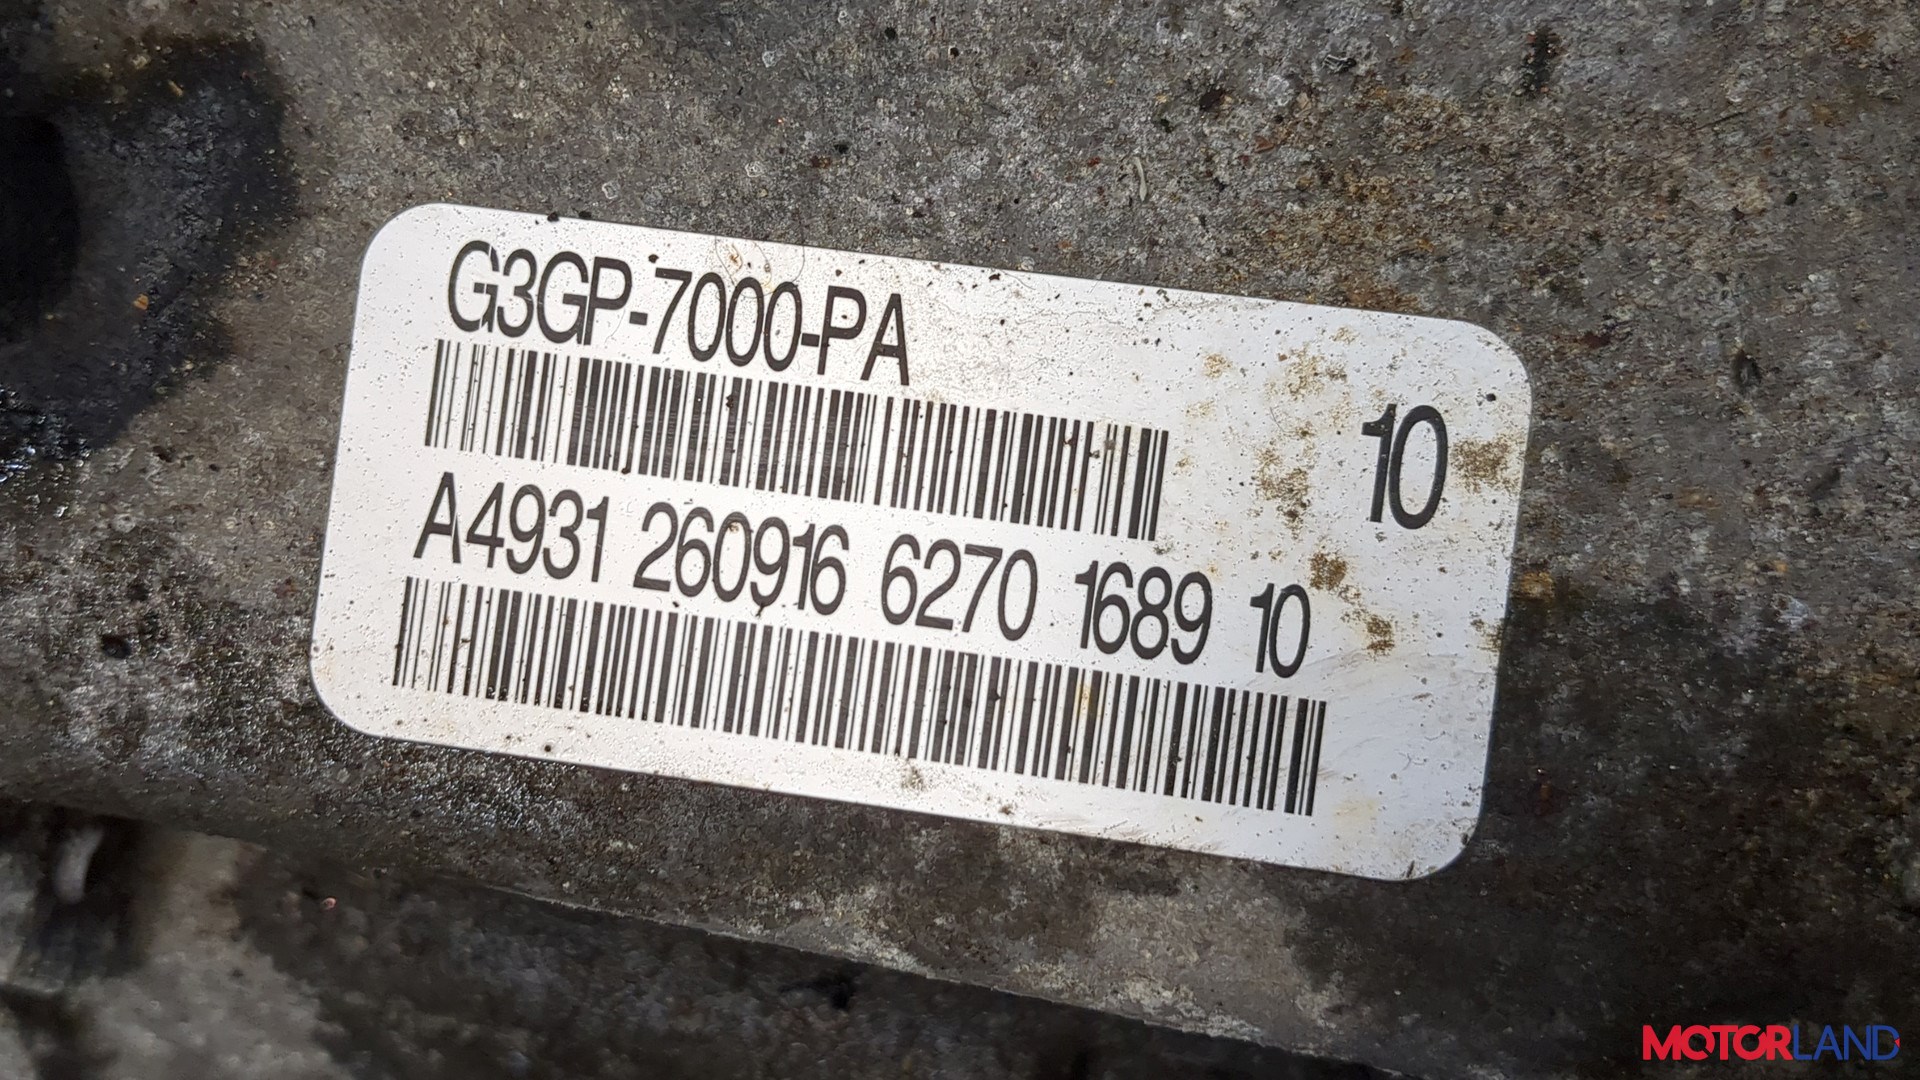 G3GP-7000-PA
10
A4931 260916 6270 1689 10
MOTORLAND